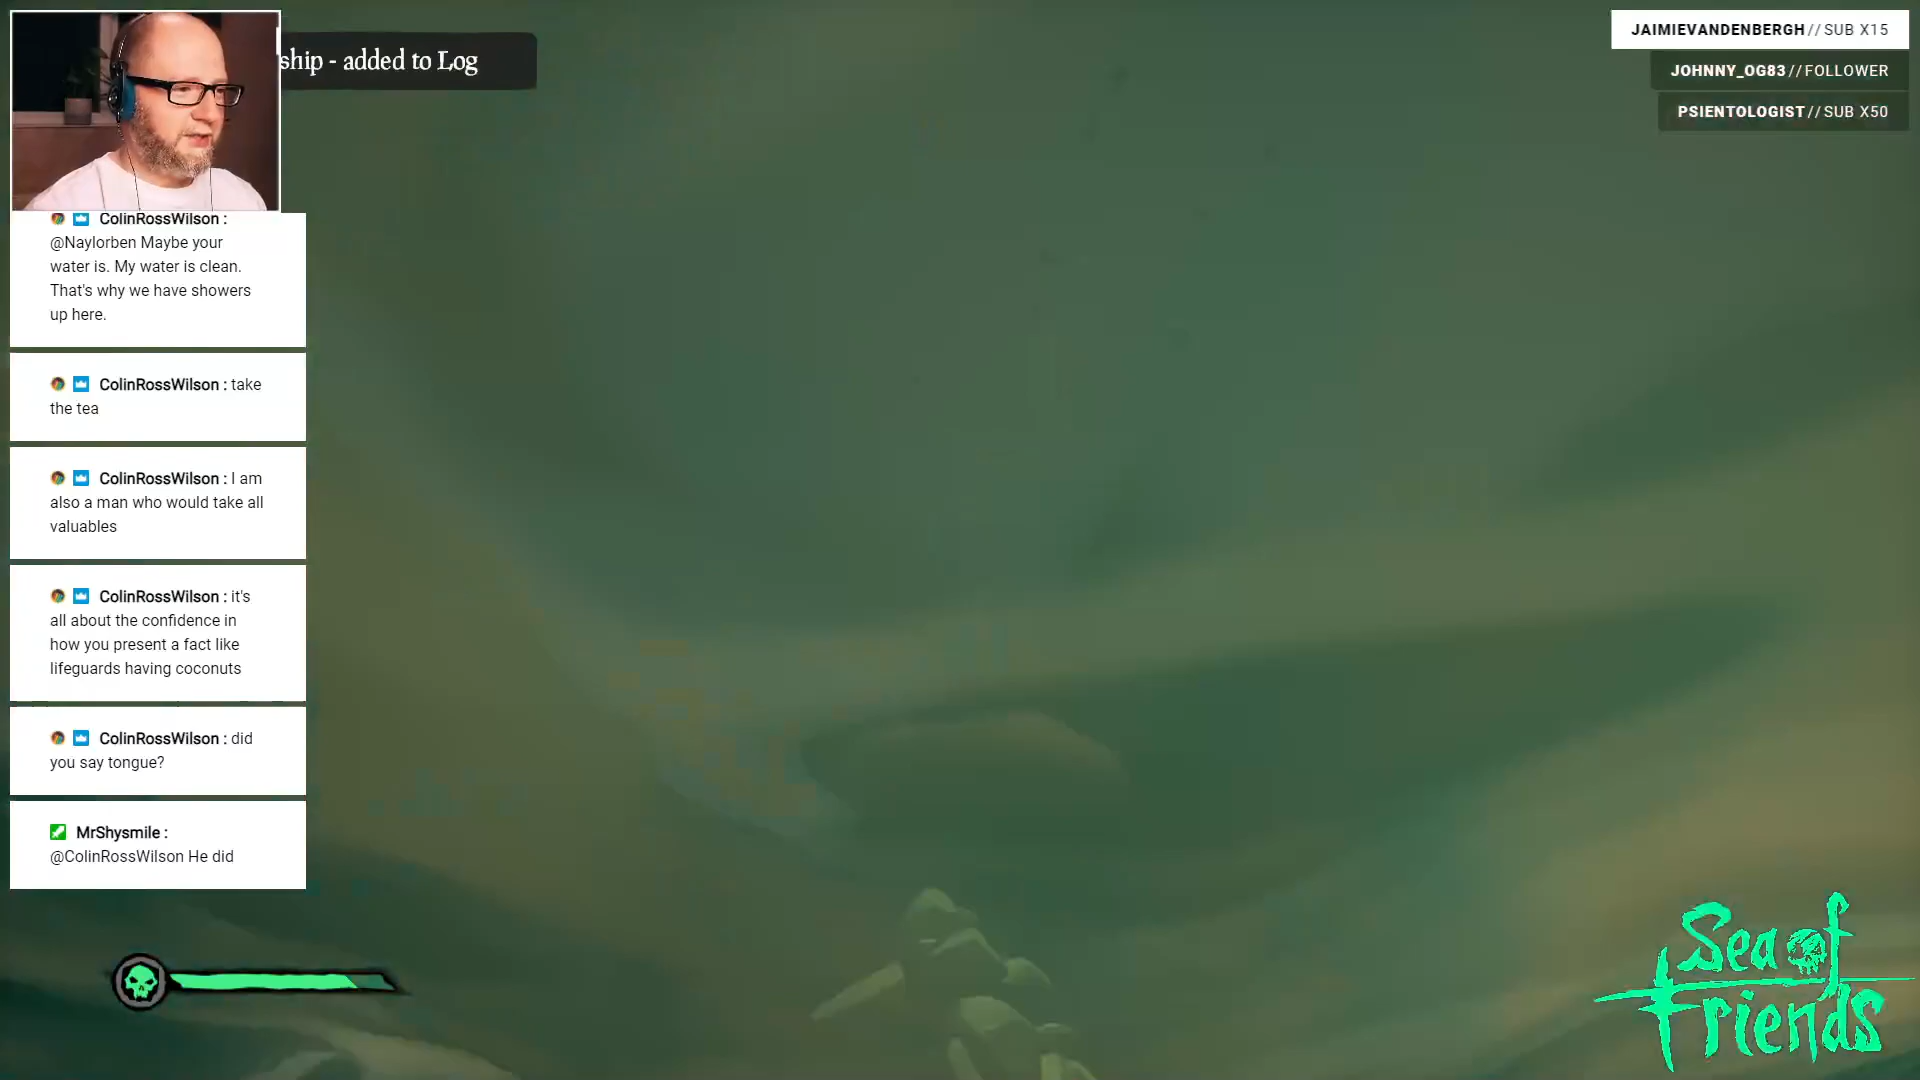 ship - added to Log
JAIMIEVANDENBERGH // SUB X15
JOHNNY_OG83 // FOLLOWER
PSIENTOLOGIST // SUB X50
ColinRossWilson :
@Naylorben Maybe your
water is. My water is clean.
That's why we have showers
up here.
ColinRossWilson : take
the tea
ColinRossWilson : I am
also a man who would take all
valuables
ColinRossWilson : it's
all about the confidence in
how you present a fact like
lifeguards having coconuts
ColinRossWilson : did
you say tongue?
MrShysmile :
@ColinRossWilson He did
Sea of
Friends